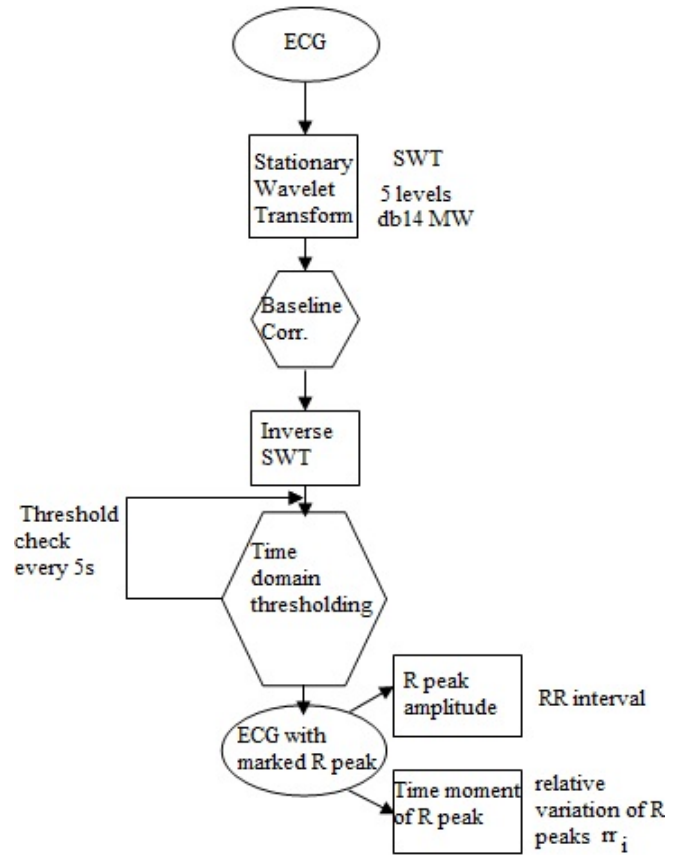 ECG
Stationary
Wavelet
Transform
SWT
5 levels
db14 MW
Baseline
Corr.
Inverse
SWT
Threshold
check
every 5s
Time
domain
thresholding
R peak
amplitude
RR interval
ECG with
marked R peak
Time moment
of R peak
relative
variation of R
peaks rr i